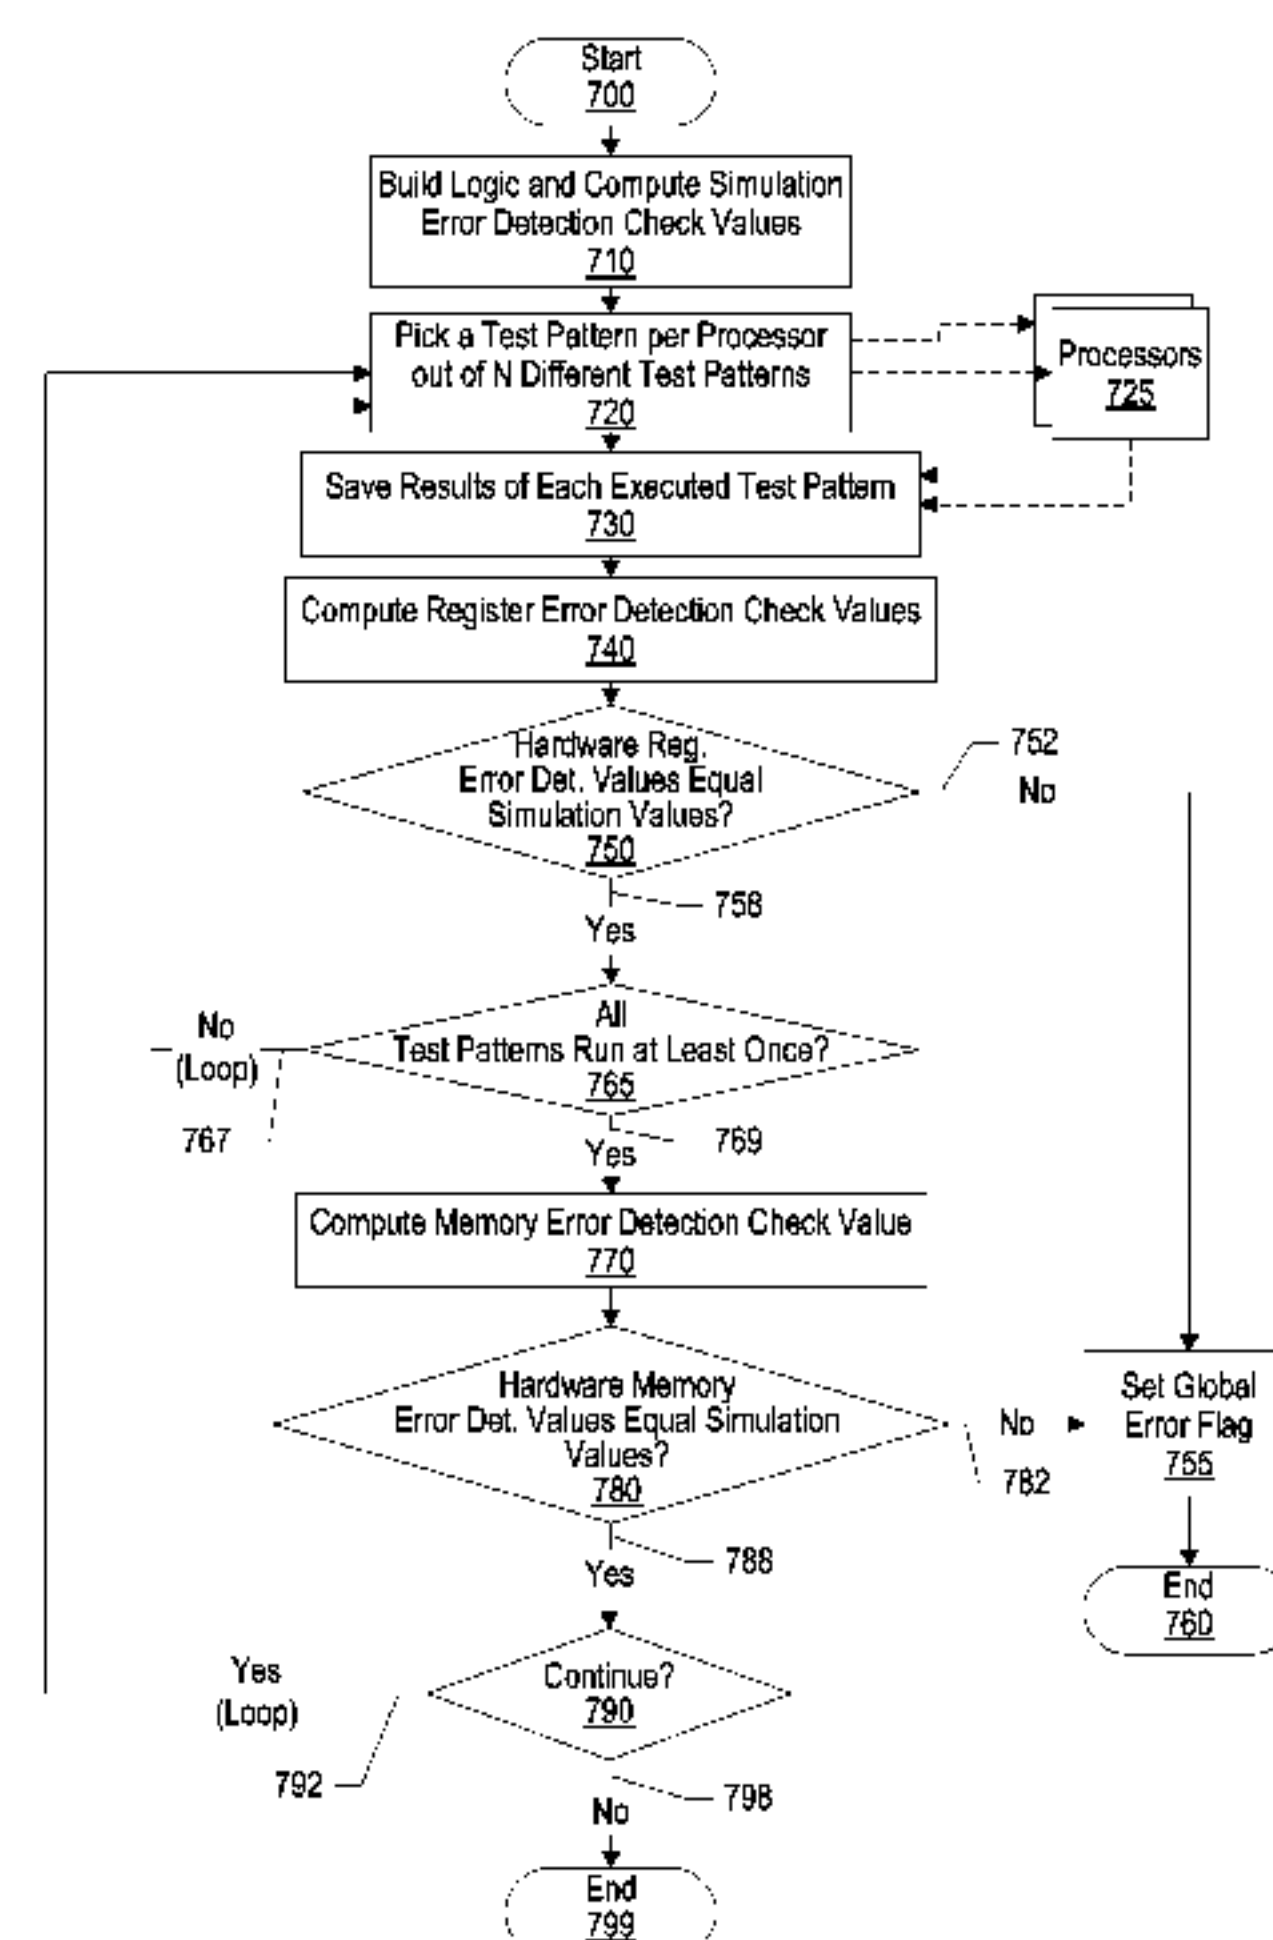 Start
700
Build Logic and Compute Simulation
Error Detection Check Values
710
Pick a Test Pattern per Processor
out of N Different Test Patterns
720
Processors
725
Save Results of Each Executed Test Pattern
730
Compute Register Error Detection Check Values
740
Hardware Reg.
Error Det. Values Equal
Simulation Values?
750
752
No
758
Yes
All
Test Patterns Run at Least Once?
765
No
(Loop)
767
769
Yes
Compute Memory Error Detection Check Value
770
Hardware Memory
Error Det. Values Equal Simulation
Values?
780
No
782
Set Global
Error Flag
755
788
Yes
End
760
Continue?
790
Yes
(Loop)
792
798
No
End
799